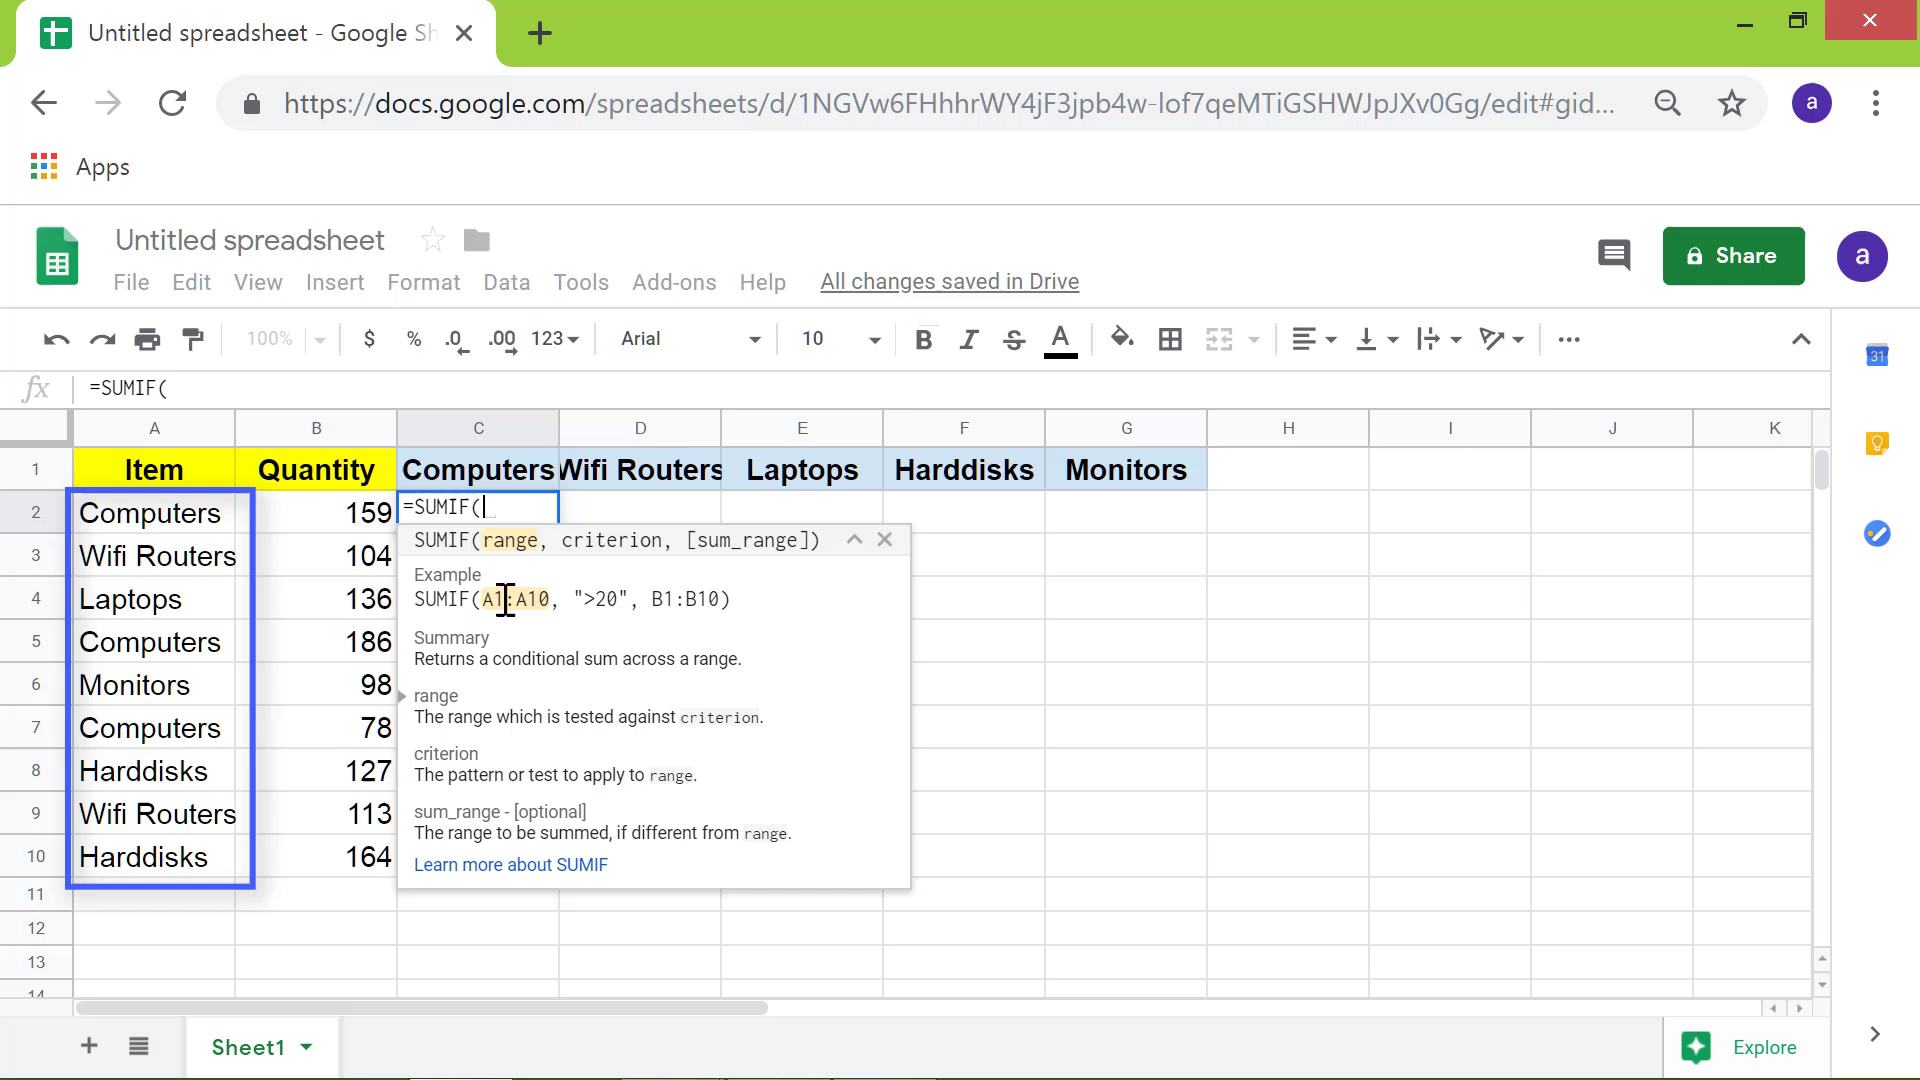 Untitled spreadsheet - Google Sh
https://docs.google.com/spreadsheets/d/1NGVw6FHhhrWY4jF3jpb4w-lof7qeMTiGSHWJpJXv0Gg/edit#gid...
a
Apps
Untitled spreadsheet
File Edit View Insert Format Data Tools Add-ons Help All changes saved in Drive
Share
a
100% $ % .0 .00 123 Arial 10 B I S A
31
fx =SUMIF(
A B C D E F G H I J K
1 Item Quantity Computers Wifi Routers Laptops Harddisks Monitors
2 Computers 159 =SUMIF(
3 Wifi Routers 104
4 Laptops 136
5 Computers 186
6 Monitors 98
7 Computers 78
8 Harddisks 127
9 Wifi Routers 113
10 Harddisks 164
11
12
13
14
SUMIF(range, criterion, [sum_range])
Example
SUMIF(A1:A10, ">20", B1:B10)
Summary
Returns a conditional sum across a range.
range
The range which is tested against criterion.
criterion
The pattern or test to apply to range.
sum_range - [optional]
The range to be summed, if different from range.
Learn more about SUMIF
Sheet1
Explore